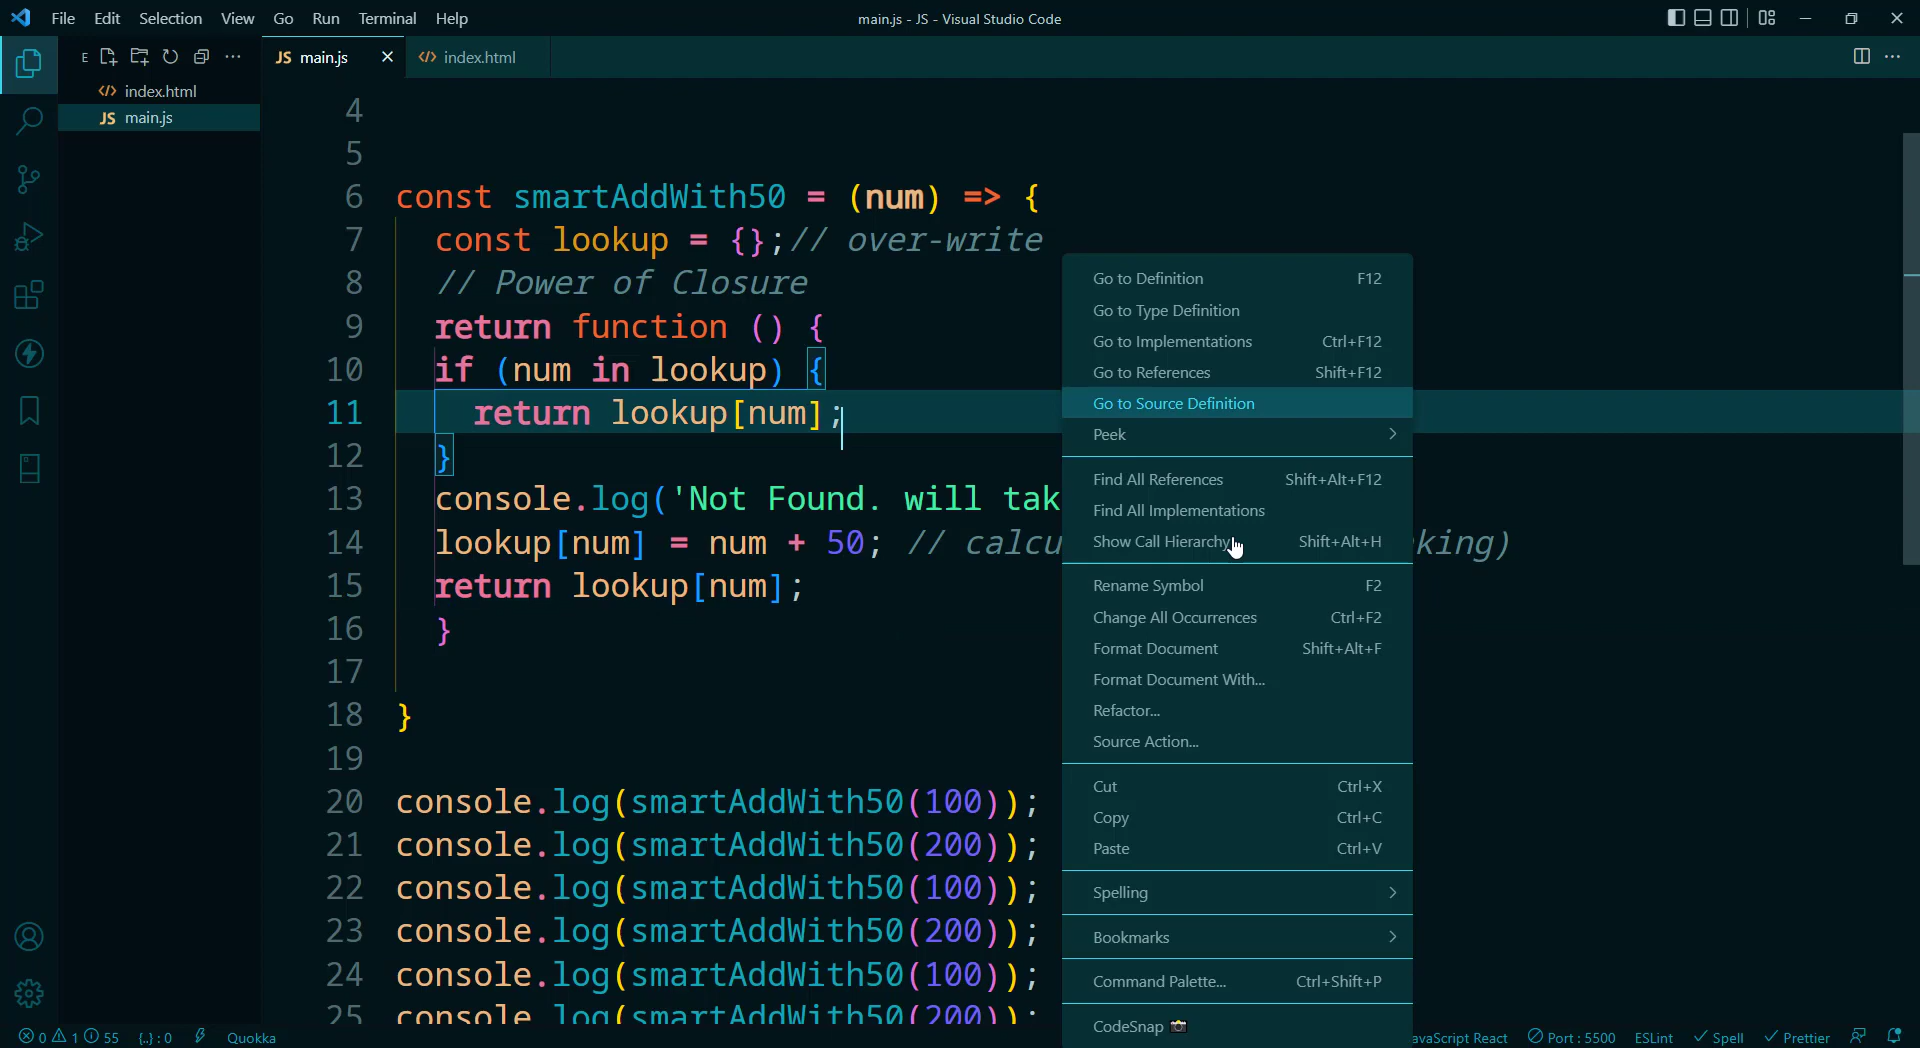 File Edit Selection View Go Run Terminal Help
main.js - JS - Visual Studio Code
E
index.html
JS main.js
JS main.js
index.html
4
5
6 const smartAddWith50 = (num) => {
7 const lookup = {};// over-write
8 // Power of Closure
9 return function () {
10 if (num in lookup) {
11 return lookup[num];
12 }
13 console.log('Not Found. will tak
14 lookup[num] = num + 50; // calcu
king)
15 return lookup[num];
16 }
17
18 }
19
20 console.log(smartAddWith50(100));
21 console.log(smartAddWith50(200));
22 console.log(smartAddWith50(100));
23 console.log(smartAddWith50(200));
24 console.log(smartAddWith50(100));
25 console.log(smartAddWith50(200));
Go to Definition F12
Go to Type Definition
Go to Implementations Ctrl+F12
Go to References Shift+F12
Go to Source Definition
Peek
Find All References Shift+Alt+F12
Find All Implementations
Show Call Hierarchy Shift+Alt+H
Rename Symbol F2
Change All Occurrences Ctrl+F2
Format Document Shift+Alt+F
Format Document With...
Refactor...
Source Action...
Cut Ctrl+X
Copy Ctrl+C
Paste Ctrl+V
Spelling
Bookmarks
Command Palette... Ctrl+Shift+P
CodeSnap 📸
0 1 55 {..} : 0 Quokka
avaScript React Port : 5500 ESLint Spell Prettier